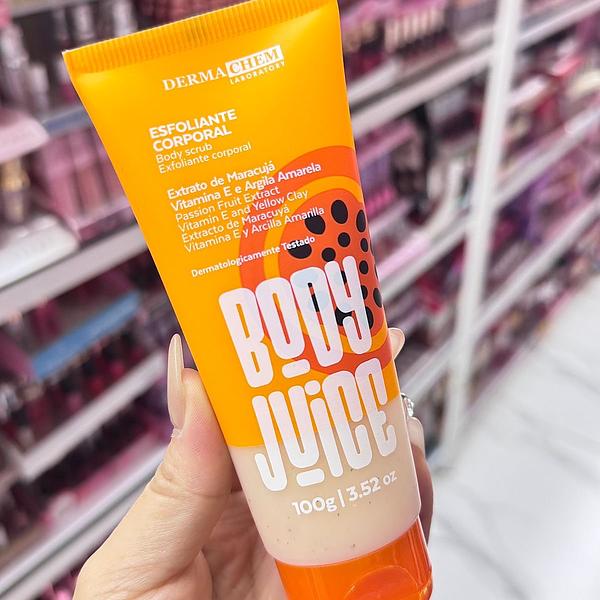 DERMACHEM
LABORATORY
ESFOLIANTE
CORPORAL
Body scrub
Exfoliante corporal
Extrato de Maracujá
Vitamina E e Argila Amarela
Passion Fruit Extract
Vitamin E and Yellow Clay
Extracto de Maracuyá
Vitamina E y Arcilla Amarilla
Dermatologicamente Testado
BODY
JUICE
100g | 3.52 oz